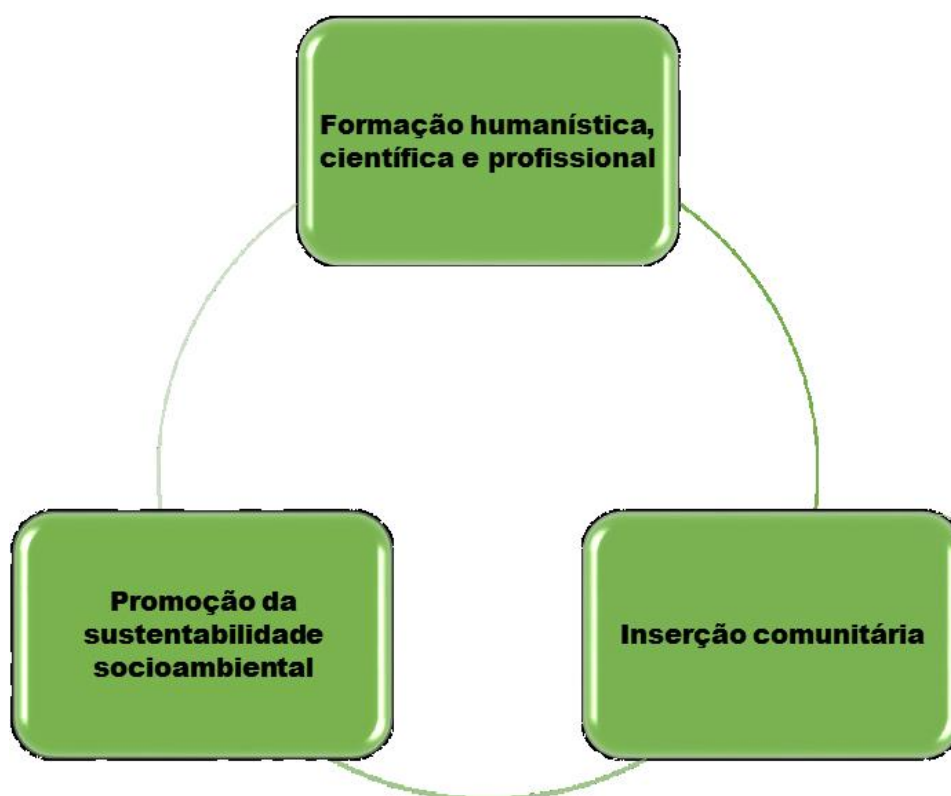 Formação humanística,
científica e profissional
Promoção da
sustentabilidade
socioambiental
Inserção comunitária